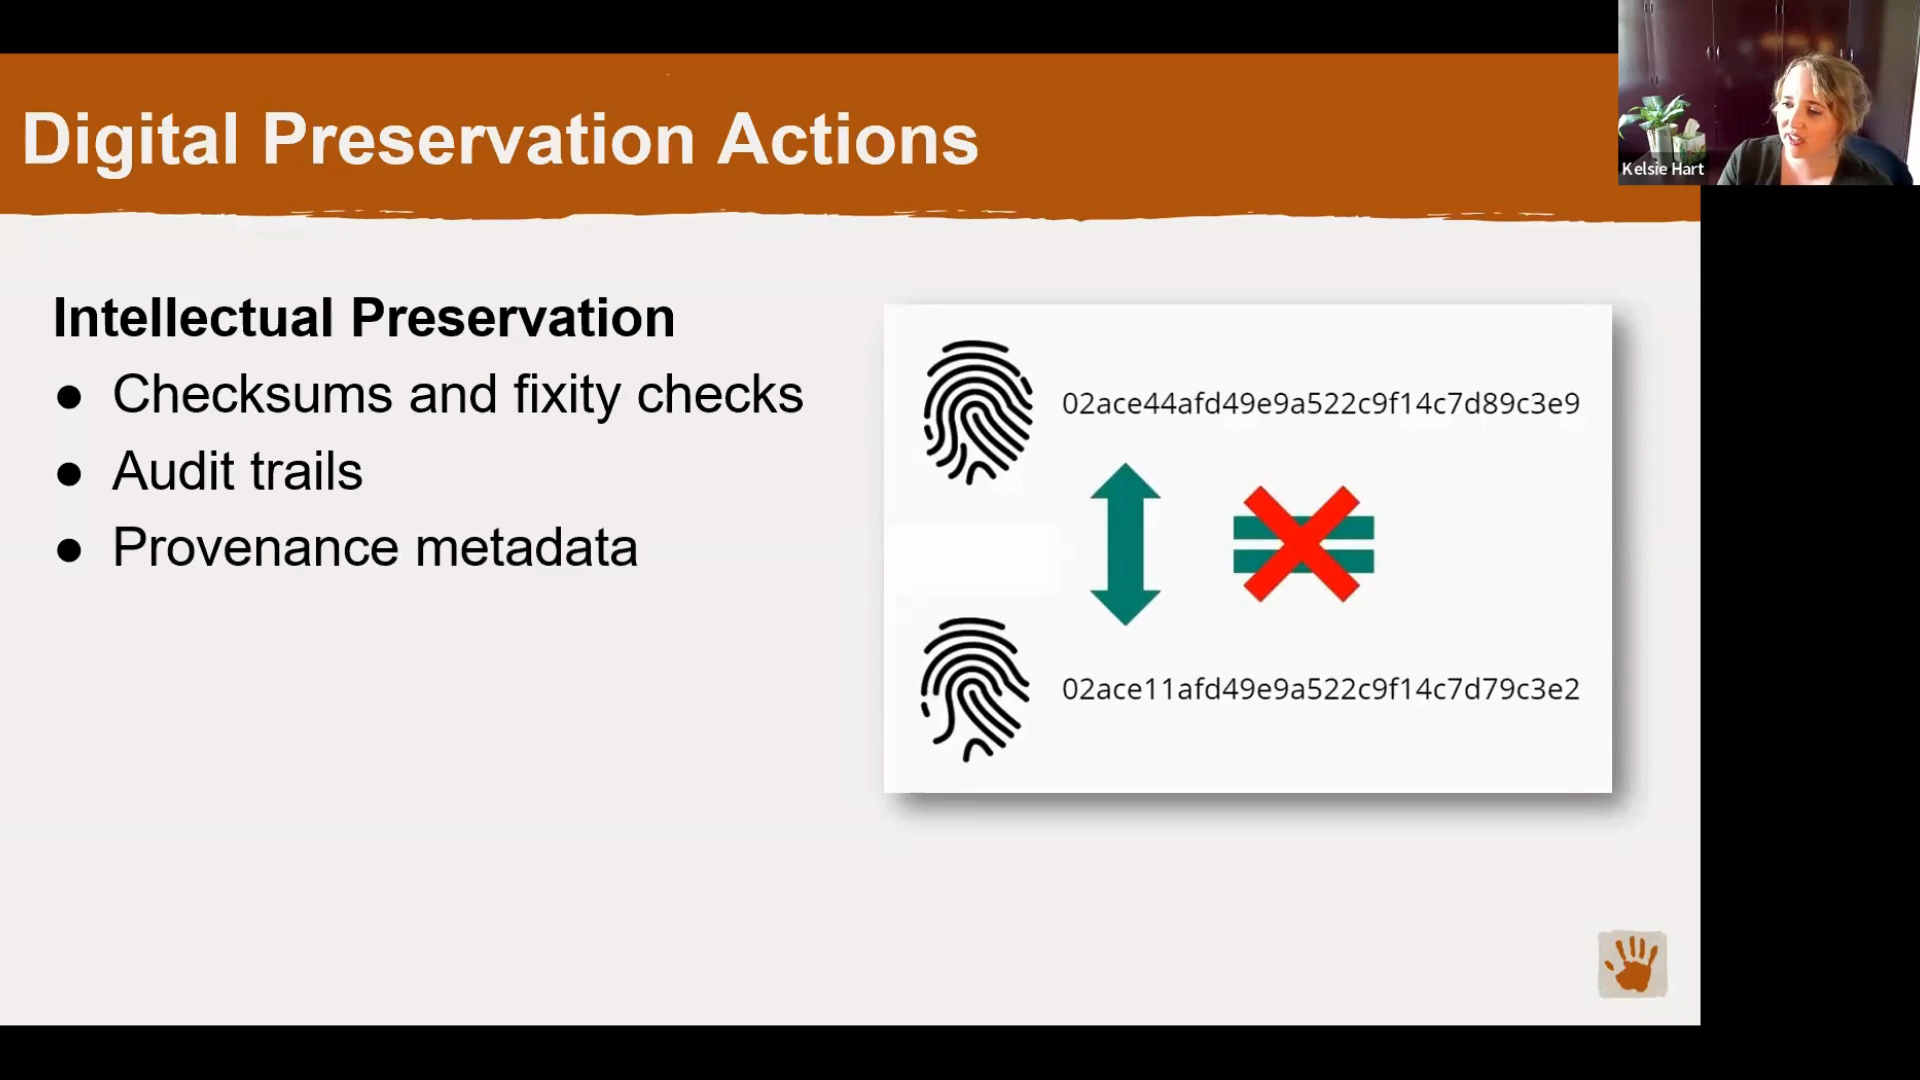 Digital Preservation Actions
Kelsie Hart
Intellectual Preservation
● Checksums and fixity checks
● Audit trails
● Provenance metadata
02ace44afd49e9a522c9f14c7d89c3e9
02ace11afd49e9a522c9f14c7d79c3e2